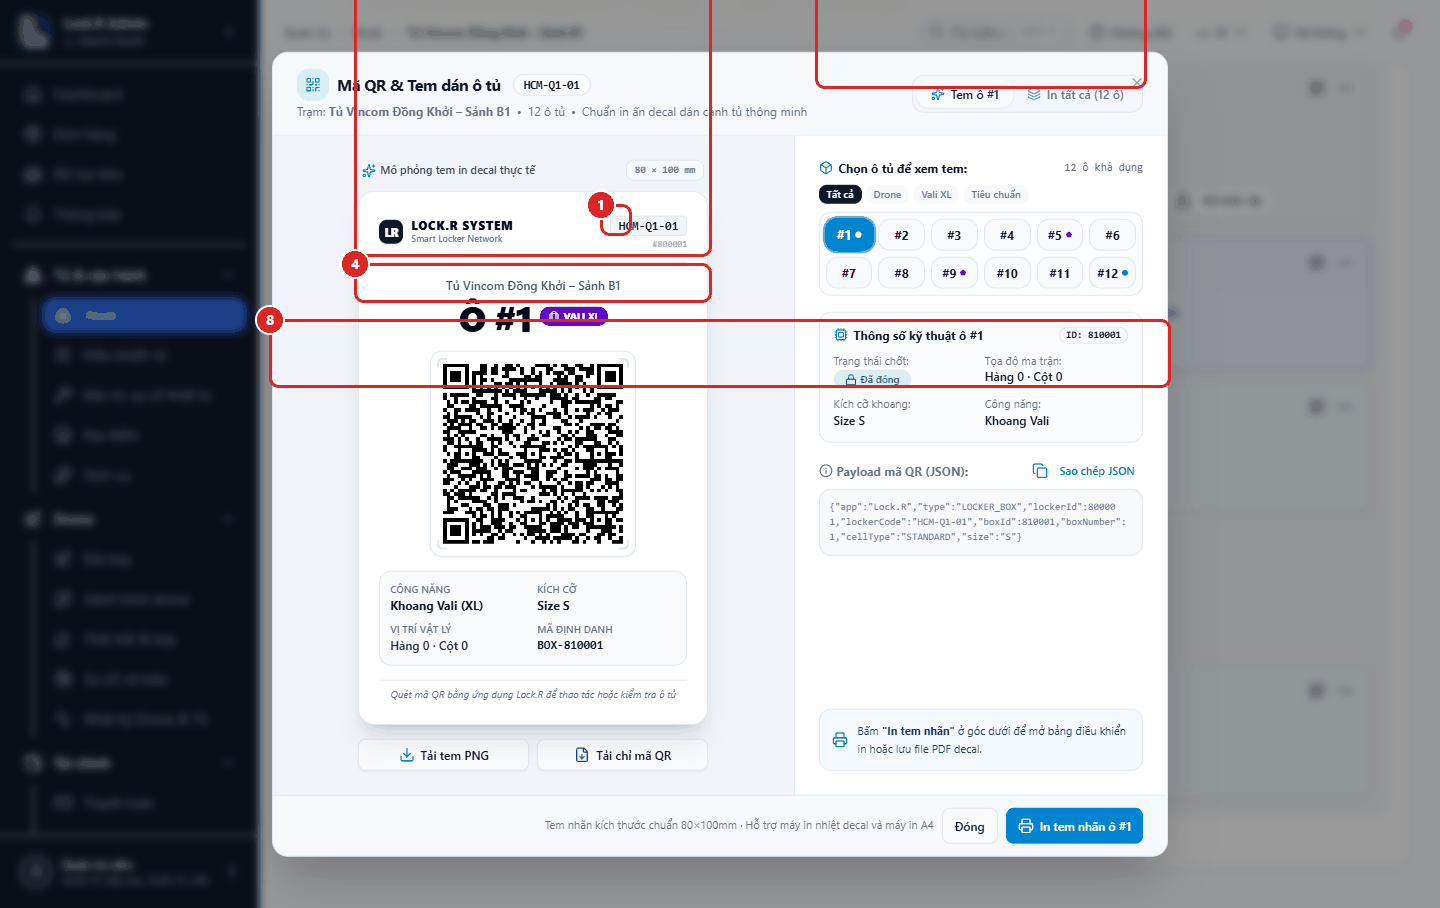 Mã QR & Tem dán ô tủ
HCM-Q1-01
Trạm: Tủ Vincom Đồng Khởi – Sảnh B1 • 12 ô tủ • Chuẩn in ấn decal dán cánh tủ thông minh
Tem ô #1
In tất cả (12 ô)
Mô phỏng tem in decal thực tế
80 × 100 mm
1
LR
LOCK.R SYSTEM
Smart Locker Network
HCM-Q1-01
#800001
4
Tủ Vincom Đồng Khởi – Sảnh B1
8
Ô #1
VALI XL
CÔNG NĂNG
Khoang Vali (XL)
KÍCH CỠ
Size S
VỊ TRÍ VẬT LÝ
Hàng 0 · Cột 0
MÃ ĐỊNH DANH
BOX-810001
Quét mã QR bằng ứng dụng Lock.R để thao tác hoặc kiểm tra ô tủ
Tải tem PNG
Tải chỉ mã QR
Chọn ô tủ để xem tem:
12 ô khả dụng
Tất cả
Drone
Vali XL
Tiêu chuẩn
#1
#2
#3
#4
#5
#6
#7
#8
#9
#10
#11
#12
Thông số kỹ thuật ô #1
ID: 810001
Trạng thái chốt:
Đã đóng
Tọa độ ma trận:
Hàng 0 · Cột 0
Kích cỡ khoang:
Size S
Công năng:
Khoang Vali
Payload mã QR (JSON):
Sao chép JSON
{"app":"Lock.R","type":"LOCKER_BOX","lockerId":80000
1,"lockerCode":"HCM-Q1-01","boxId":810001,"boxNumber":
1,"cellType":"STANDARD","size":"S"}
Bấm "In tem nhãn" ở góc dưới để mở bảng điều khiển
in hoặc lưu file PDF decal.
Tem nhãn kích thước chuẩn 80×100mm · Hỗ trợ máy in nhiệt decal và máy in A4
Đóng
In tem nhãn ô #1